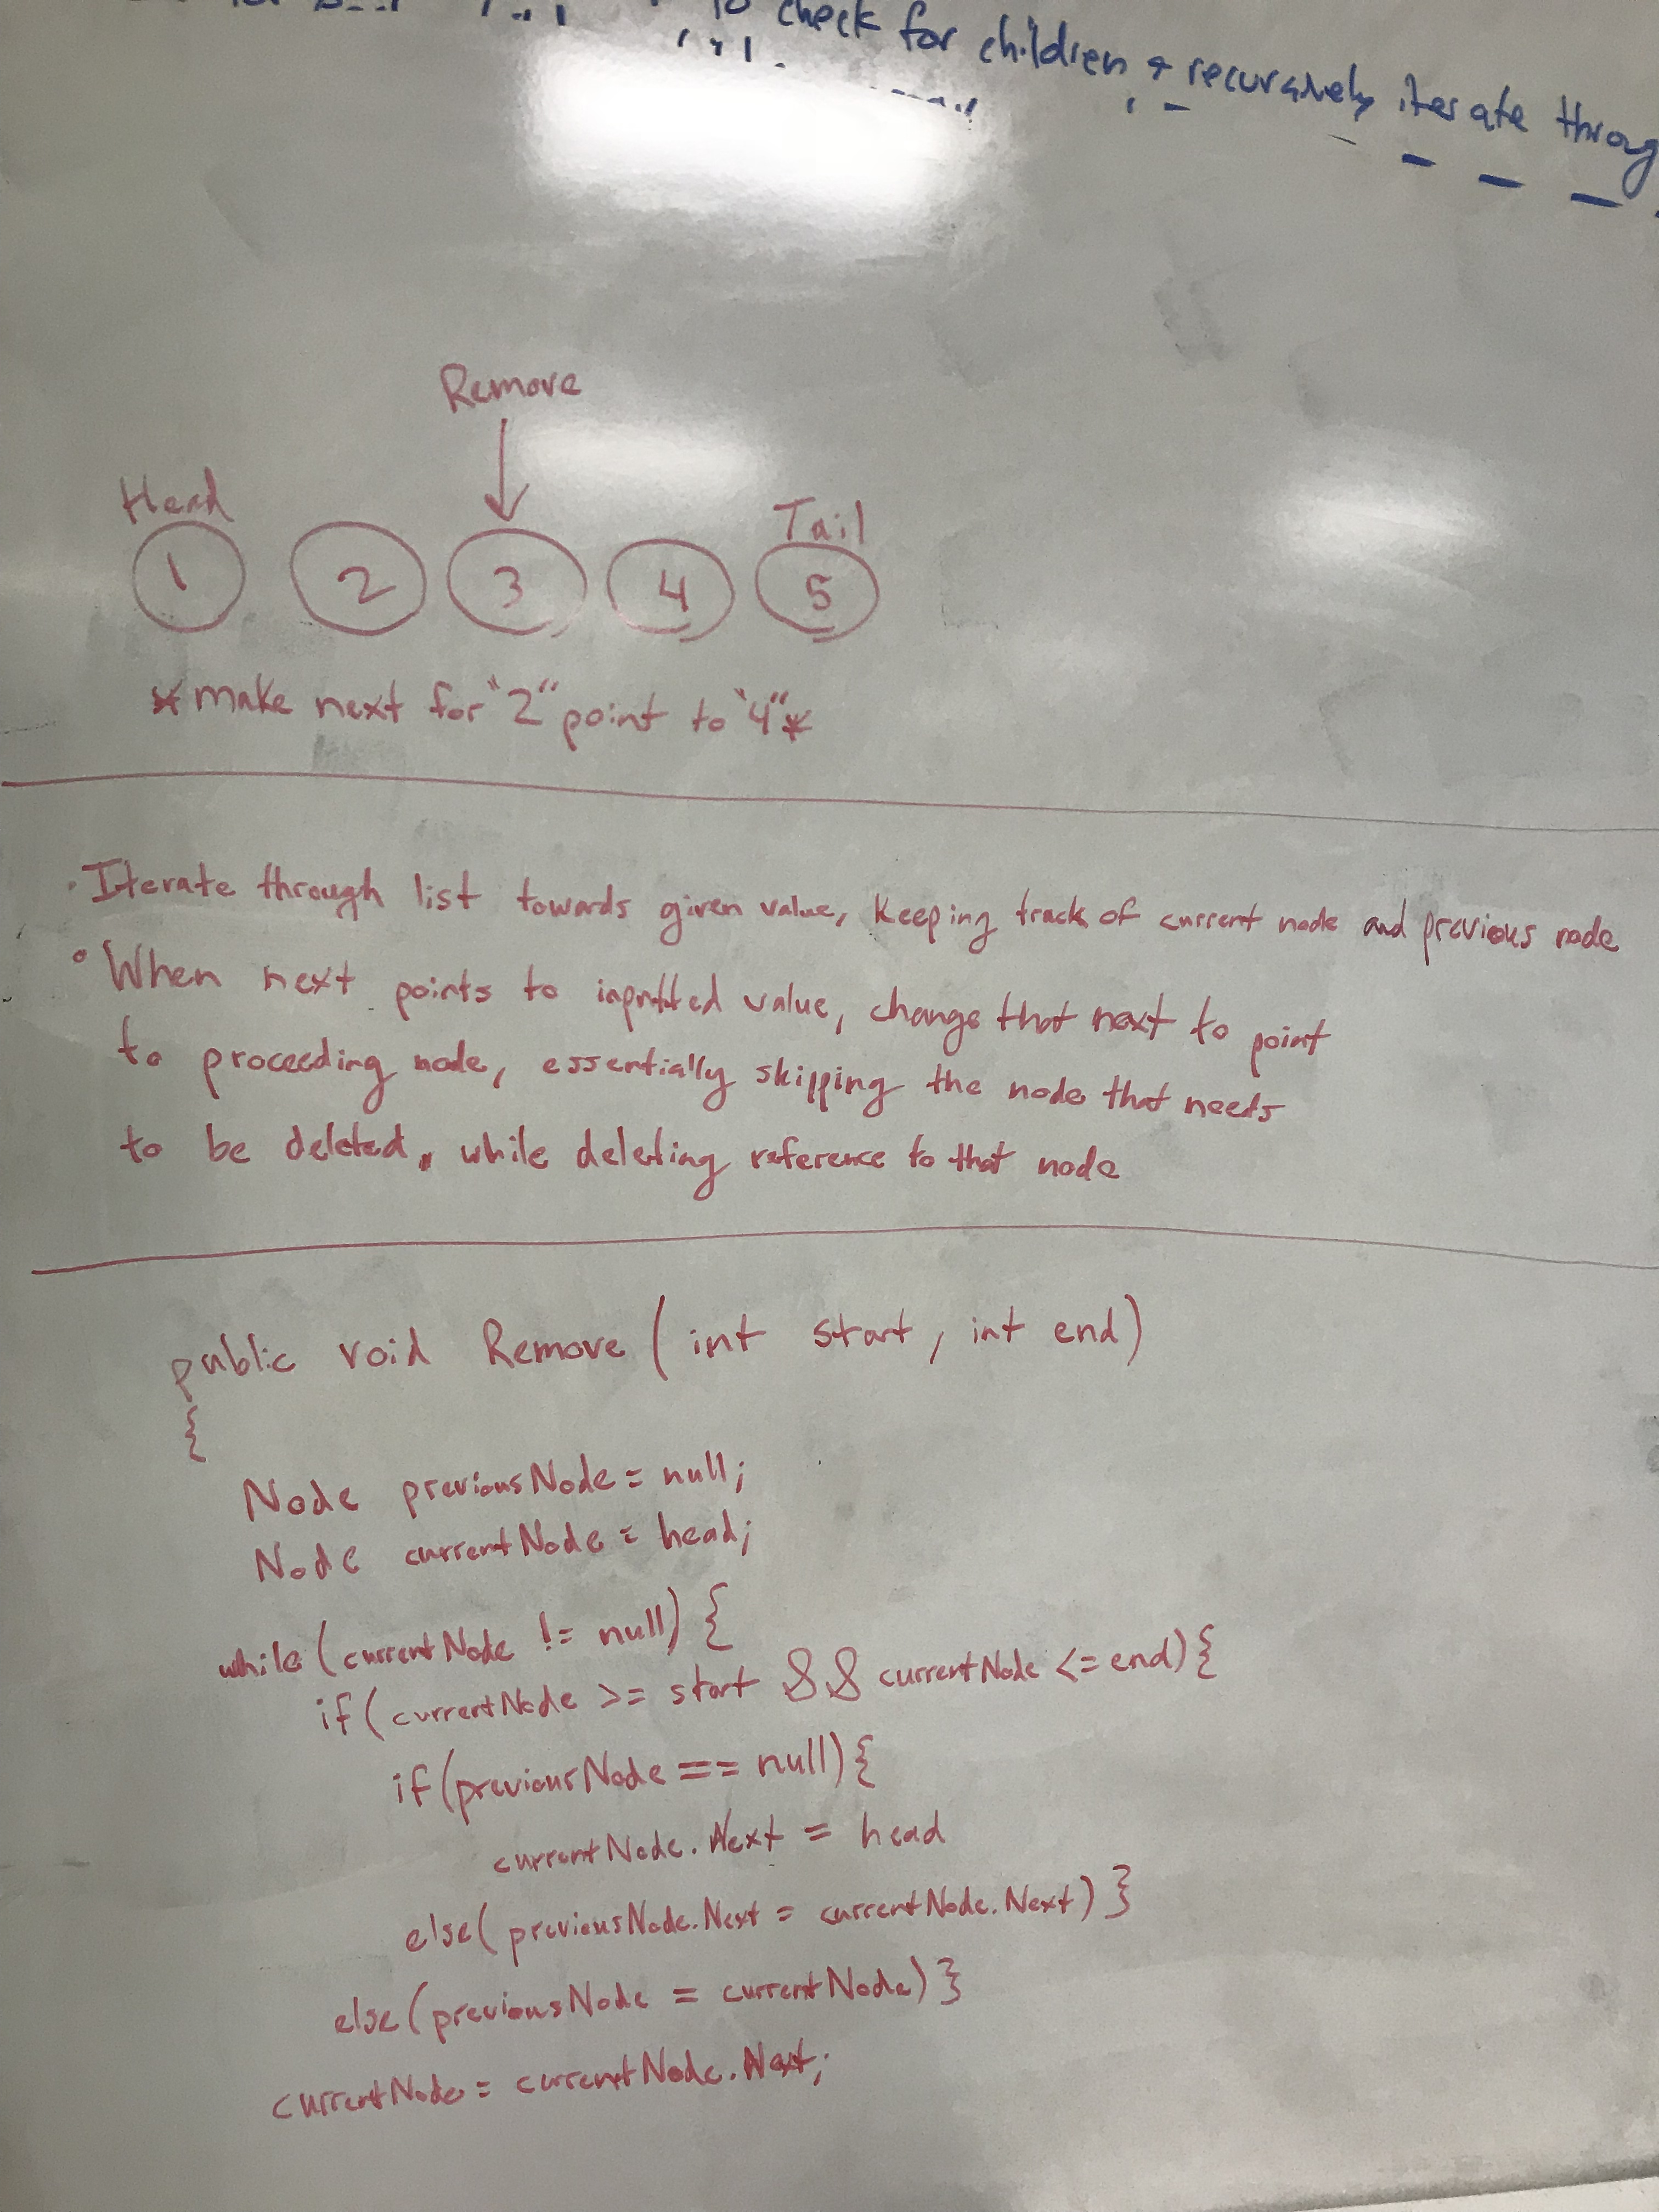 to check for children + recursively iterate throug
Remove
Head
Tail
1 2 3 4 5
* make next for "2" point to "4" *
· Iterate through list towards given value, keeping track of current node and previous node
• When next points to inputted value, change that next to point
to proceeding node, essentially skipping the node that needs
to be deleted, while deleting reference to that node
public void Remove (int start, int end)
{
Node previousNode = null;
Node currentNode = head;
while (currentNode != null) {
if (currentNode >= start && currentNode <= end) {
if (previousNode == null) {
currentNode.Next = head
else( previousNode.Next = currentNode.Next) }
else (previousNode = currentNode) }
currentNode = currentNode.Next;